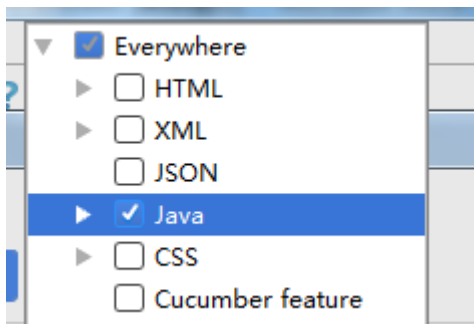 Everywhere
HTML
XML
JSON
Java
CSS
Cucumber feature